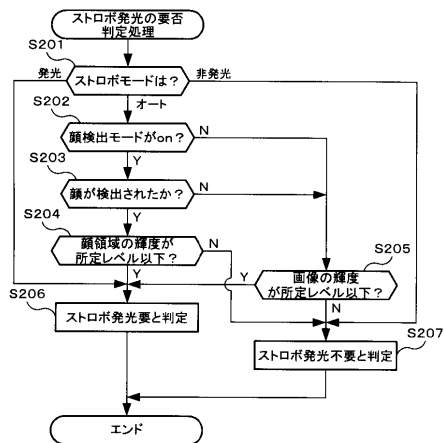 ストロボ発光の要否
判定処理
S201
発光
ストロボモードは？
非発光
オート
S202
顔検出モードがon？
N
Y
S203
顔が検出されたか？
N
Y
S204
顔領域の輝度が
所定レベル以下？
N
Y
S205
画像の輝度
が所定レベル以下？
Y
N
S206
ストロボ発光要と判定
S207
ストロボ発光不要と判定
エンド